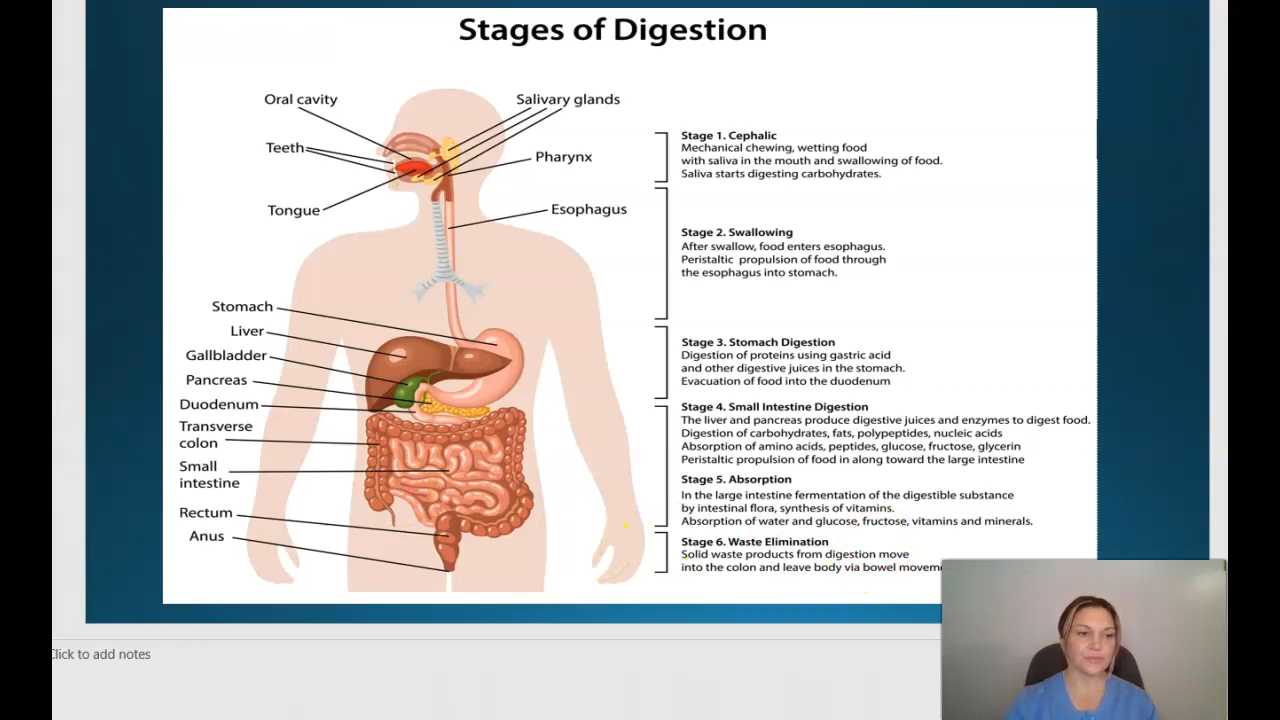 Stages of Digestion
Oral cavity
Salivary glands
Teeth
Pharynx
Tongue
Esophagus
Stomach
Liver
Gallbladder
Pancreas
Duodenum
Transverse
colon
Small
intestine
Rectum
Anus
Stage 1. Cephalic
Mechanical chewing, wetting food
with saliva in the mouth and swallowing of food.
Saliva starts digesting carbohydrates.
Stage 2. Swallowing
After swallow, food enters esophagus.
Peristaltic propulsion of food through
the esophagus into stomach.
Stage 3. Stomach Digestion
Digestion of proteins using gastric acid
and other digestive juices in the stomach.
Evacuation of food into the duodenum
Stage 4. Small Intestine Digestion
The liver and pancreas produce digestive juices and enzymes to digest food.
Digestion of carbohydrates, fats, polypeptides, nucleic acids
Absorption of amino acids, peptides, glucose, fructose, glycerin
Peristaltic propulsion of food in along toward the large intestine
Stage 5. Absorption
In the large intestine fermentation of the digestible substance
by intestinal flora, synthesis of vitamins.
Absorption of water and glucose, fructose, vitamins and minerals.
Stage 6. Waste Elimination
Solid waste products from digestion move
into the colon and leave body via bowel
Click to add notes